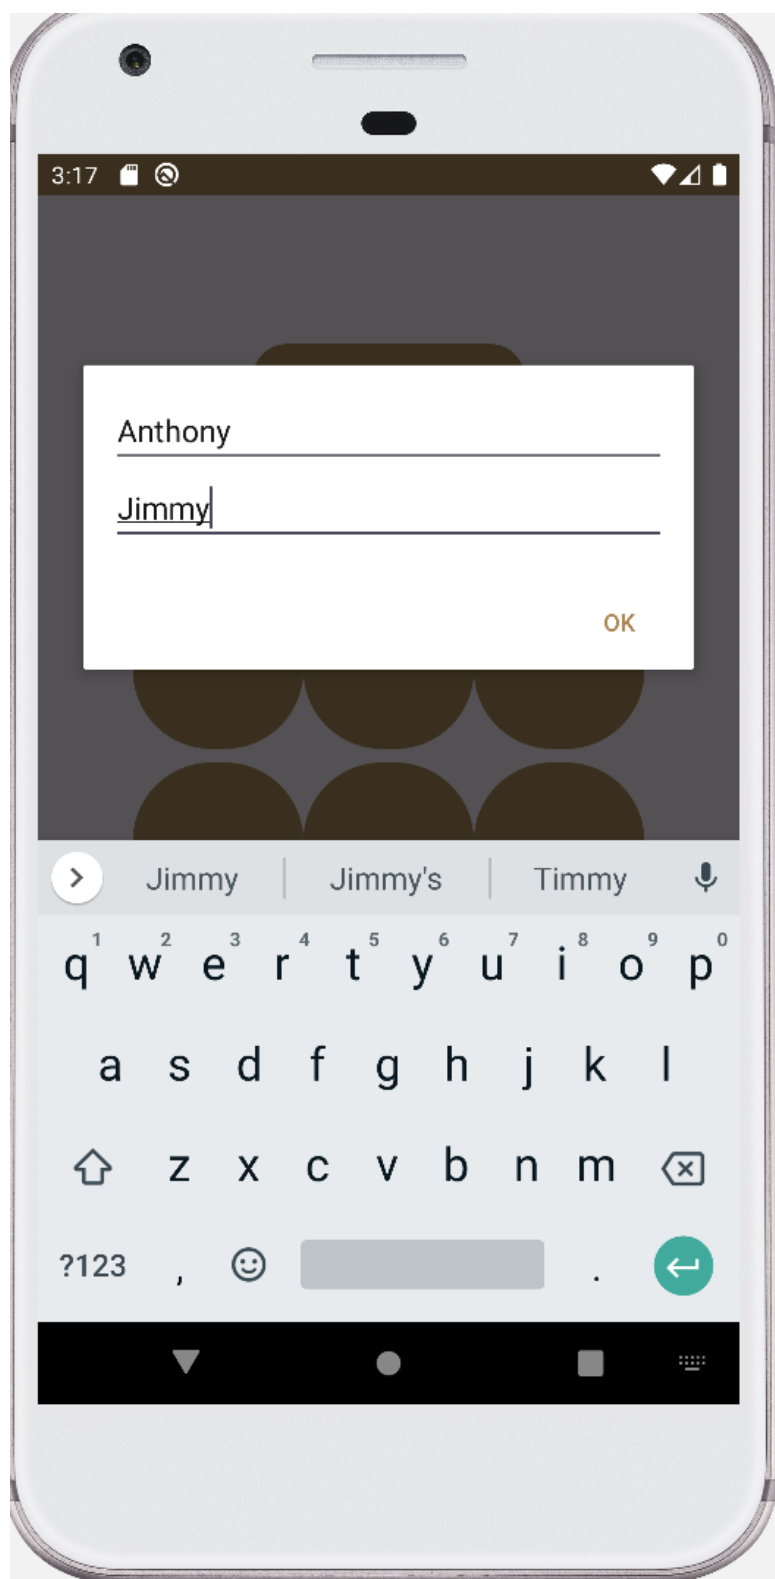 3:17
Anthony
Jimmy
OK
Jimmy Jimmy's Timmy
1 2 3 4 5 6 7 8 9 0
q w e r t y u i o p
a s d f g h j k l
z x c v b n m
?123 , .